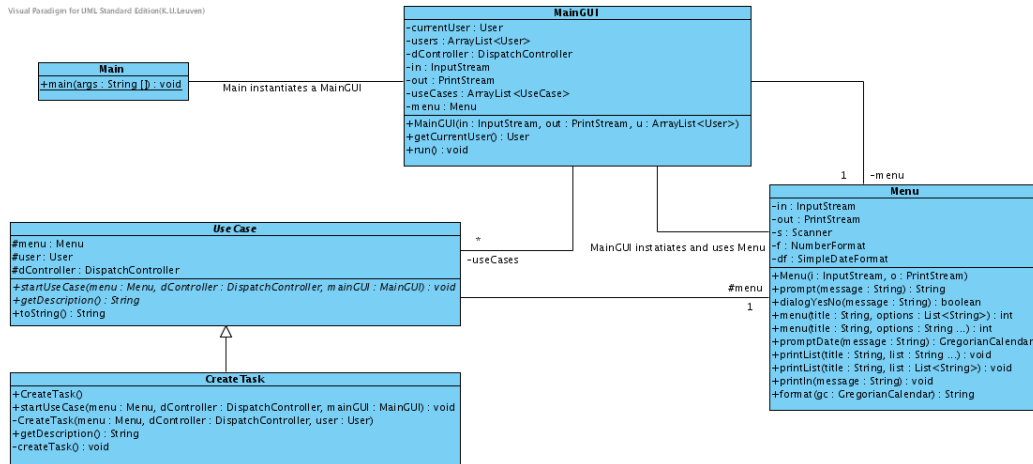 Visual Paradigm for UML Standard Edition(K.U.Leuven)
MainGUI
-currentUser : User
-users : ArrayList<User>
-dController : DispatchController
-in : InputStream
-out : PrintStream
-useCases : ArrayList<UseCase>
-menu : Menu
+MainGUI(in : InputStream, out : PrintStream, u : ArrayList<User>)
+getCurrentUser() : User
+run() : void
Main
+main(args : String []) : void
Main instantiates a MainGUI
1
-menu
Menu
-in : InputStream
-out : PrintStream
-s : Scanner
-f : NumberFormat
-df : SimpleDateFormat
+Menu(i : InputStream, o : PrintStream)
+prompt(message : String) : String
+dialogYesNo(message : String) : boolean
+menu(title : String, options : List<String>) : int
+menu(title : String, options : String ...) : int
+promptDate(message : String) : GregorianCalendar
+printList(title : String, list : String ...) : void
+printList(title : String, list : List<String>) : void
+println(message : String) : void
+format(gc : GregorianCalendar) : String
MainGUI instatiates and uses Menu
*
-useCases
#menu
1
Use Case
#menu : Menu
#user : User
#dController : DispatchController
+startUseCase(menu : Menu, dController : DispatchController, mainGUI : MainGUI) : void
+getDescription() : String
+toString() : String
CreateTask
+CreateTask()
+startUseCase(menu : Menu, dController : DispatchController, mainGUI : MainGUI) : void
-CreateTask(menu : Menu, dController : DispatchController, user : User)
+getDescription() : String
-createTask() : void